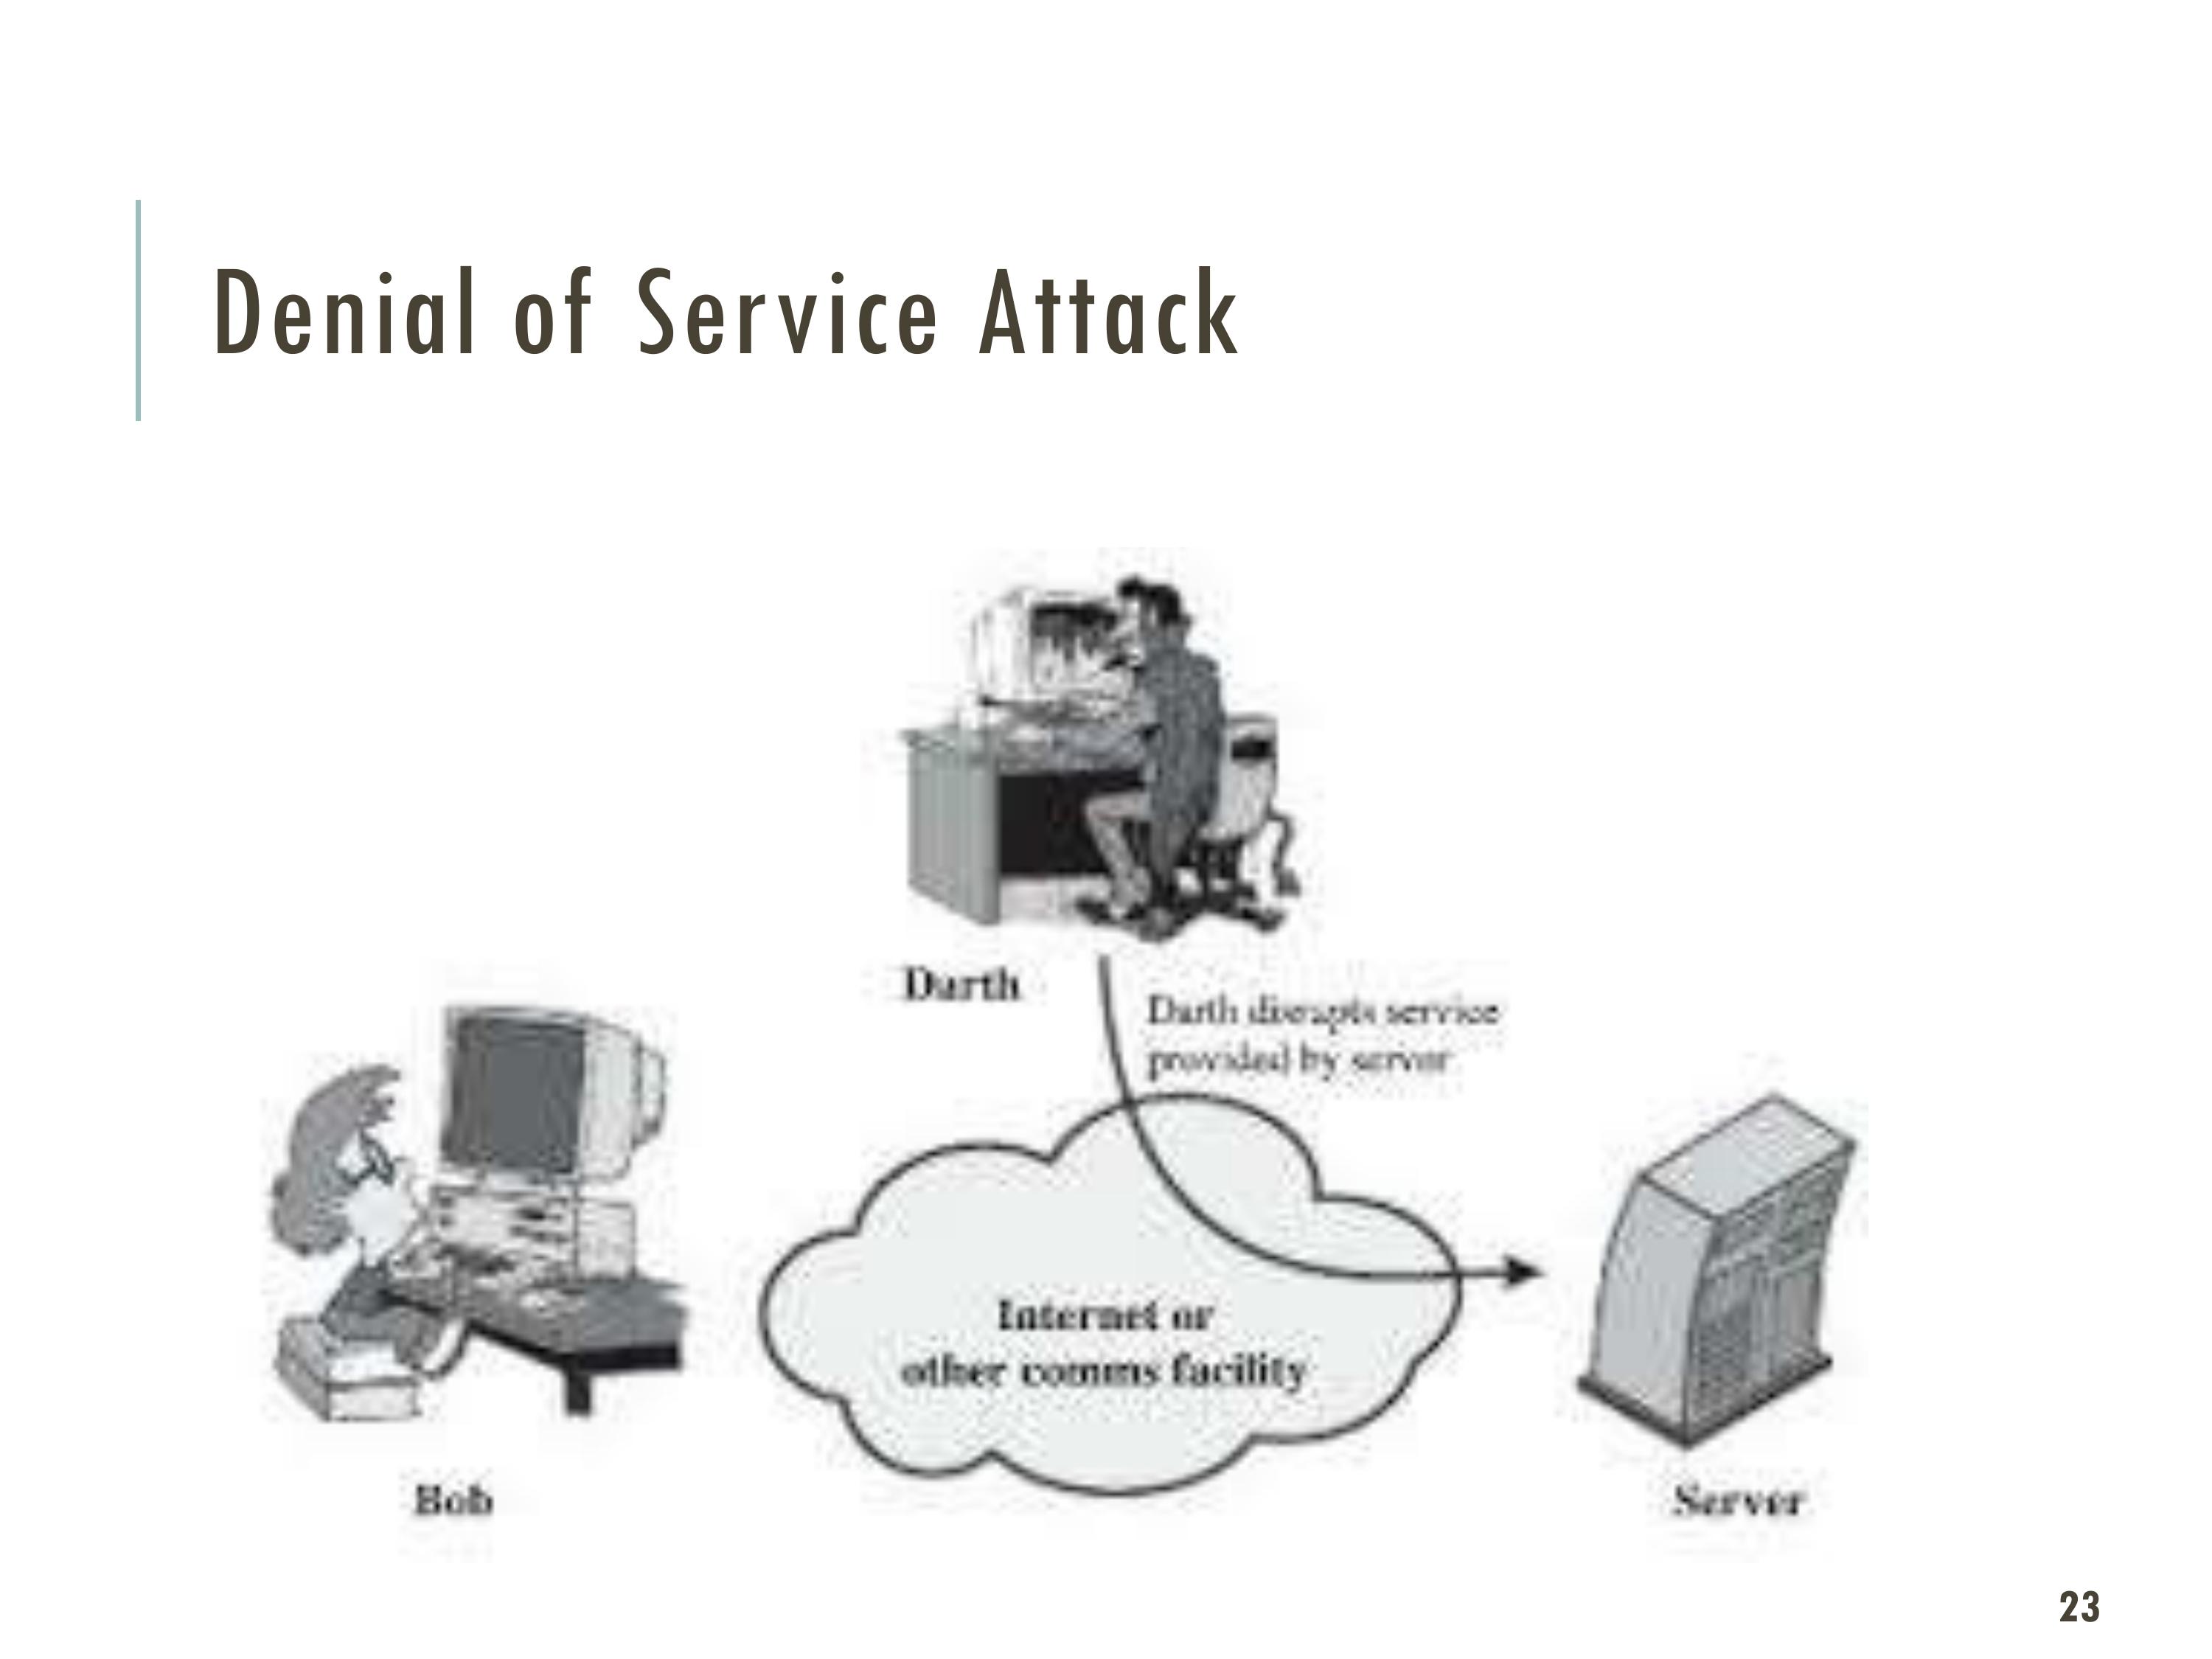 Denial of Service Attack
Darth
Darth disrupts service
provided by server
Internet or
other comms facility
Bob
Server
23